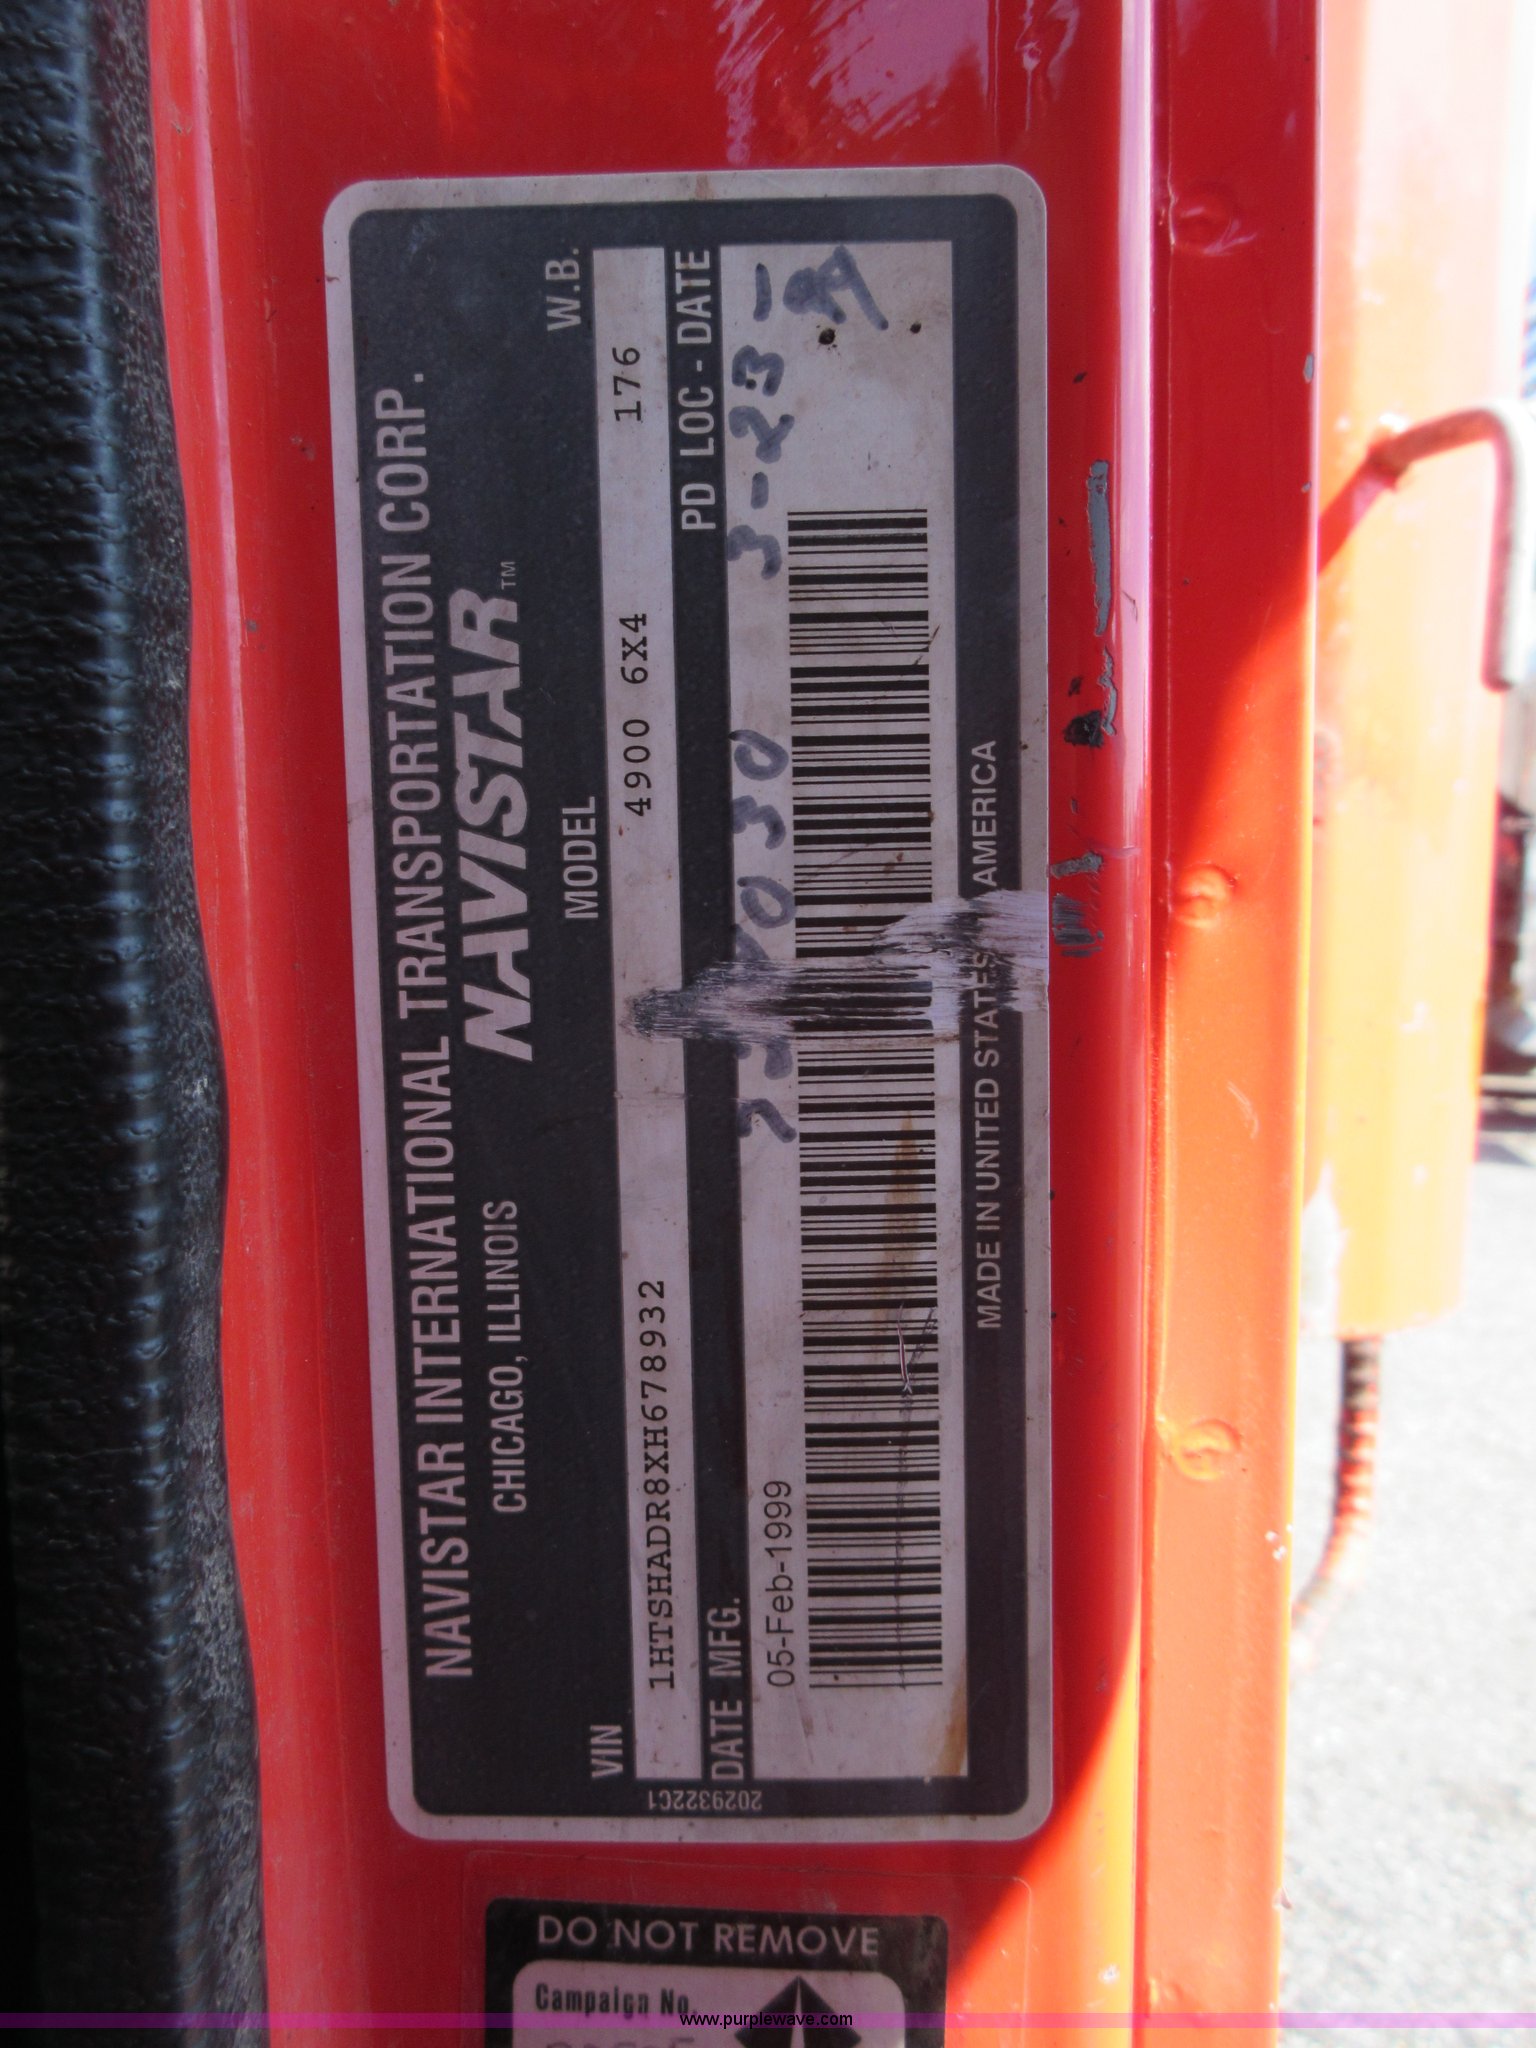 NAVISTAR INTERNATIONAL TRANSPORTATION CORP.
CHICAGO, ILLINOIS NAVISTAR™
VIN MODEL W.B.
1HTSHADR8XH678932 4900 6X4 176
DATE MFG. PD LOC - DATE
05-Feb-1999 3-23-
MADE IN UNITED STATES AMERICA
2029322C1
DO NOT REMOVE
Campaign No.
www.purplewave.com